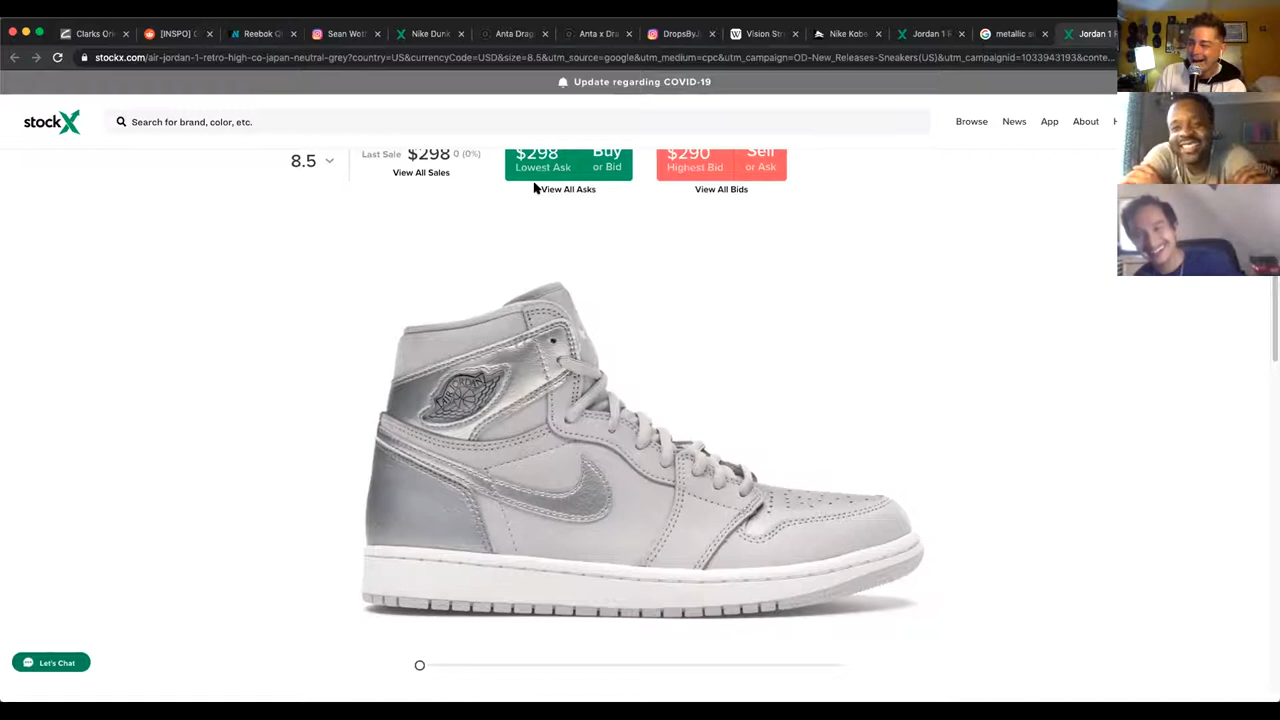 Clarks Ori
[INSPO]
Reebok Q
Sean Wot
Nike Dunk
Anta Drag
Anta x Dra
DropsByJ
Vision Str
Nike Kobe
Jordan 1 R
metallic si
Jordan 1 R
stockx.com/air-jordan-1-retro-high-co-japan-neutral-grey?country=US&currencyCode=USD&size=8.5&utm_source=google&utm_medium=cpc&utm_campaign=OD-New_Releases-Sneakers(US)&utm_campaignid=1033943193&conte...
Update regarding COVID-19
stockX
Search for brand, color, etc.
Browse News App About
8.5
Last Sale $298 0 (0%)
View All Sales
$298 Buy
Lowest Ask or Bid
View All Asks
$290 Sell
Highest Bid or Ask
View All Bids
AIR JORDAN
Let's Chat